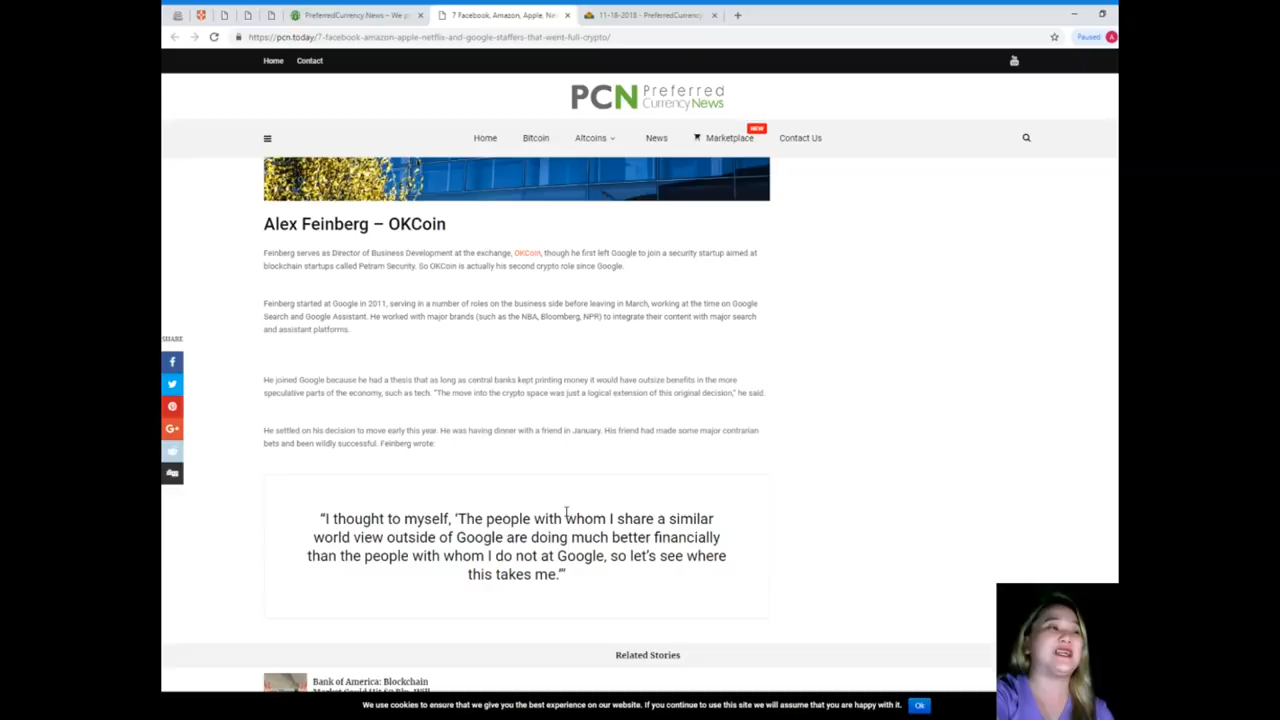 PreferredCurrency.News – We p
7 Facebook, Amazon, Apple, Ne
11-18-2018 - PreferredCurrency
https://pcn.today/7-facebook-amazon-apple-netflix-and-google-staffers-that-went-full-crypto/
Paused
A
Home
Contact
PCN Preferred
CurrencyNews
NEW
Home
Bitcoin
Altcoins
News
Marketplace
Contact Us
Alex Feinberg – OKCoin
Feinberg serves as Director of Business Development at the exchange, OKCoin, though he first left Google to join a security startup aimed at
blockchain startups called Petram Security. So OKCoin is actually his second crypto role since Google.
Feinberg started at Google in 2011, serving in a number of roles on the business side before leaving in March, working at the time on Google
Search and Google Assistant. He worked with major brands (such as the NBA, Bloomberg, NPR) to integrate their content with major search
and assistant platforms.
SHARE
He joined Google because he had a thesis that as long as central banks kept printing money it would have outsize benefits in the more
speculative parts of the economy, such as tech. "The move into the crypto space was just a logical extension of this original decision," he said.
He settled on his decision to move early this year. He was having dinner with a friend in January. His friend had made some major contrarian
bets and been wildly successful. Feinberg wrote:
“I thought to myself, ‘The people with whom I share a similar
world view outside of Google are doing much better financially
than the people with whom I do not at Google, so let’s see where
this takes me.’”
Related Stories
Bank of America: Blockchain
We use cookies to ensure that we give you the best experience on our website. If you continue to use this site we will assume that you are happy with it.
Ok